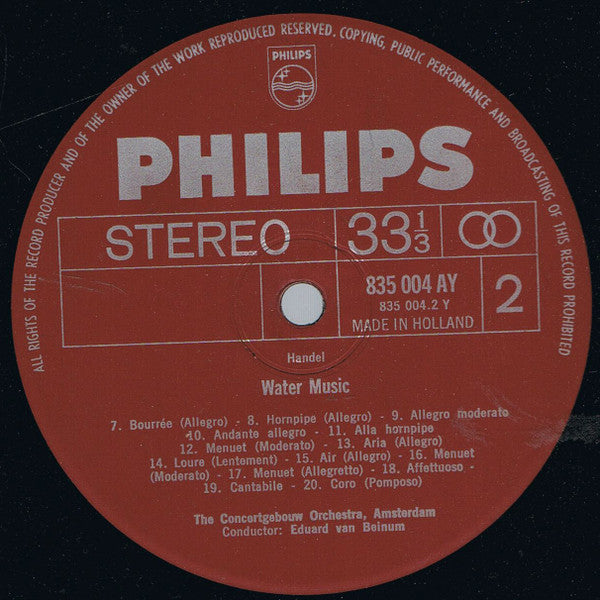 ALL RIGHTS OF THE RECORD PRODUCER AND OF THE OWNER OF THE WORK REPRODUCED RESERVED. COPYING, PUBLIC PERFORMANCE AND BROADCASTING OF THIS RECORD PROHIBITED
PHILIPS
PHILIPS
STEREO 33 1/3
835 004 AY
835 004.2 Y
MADE IN HOLLAND
2
Handel
Water Music
7. Bourrée (Allegro) - 8. Hornpipe (Allegro) - 9. Allegro moderato
10. Andante allegro - 11. Alla hornpipe
12. Menuet (Moderato) - 13. Aria (Allegro)
14. Loure (Lentement) - 15. Air (Allegro) - 16. Menuet
(Moderato) - 17. Menuet (Allegretto) - 18. Affettuoso -
19. Cantabile - 20. Coro (Pomposo)
The Concertgebouw Orchestra, Amsterdam
Conductor: Eduard van Beinum